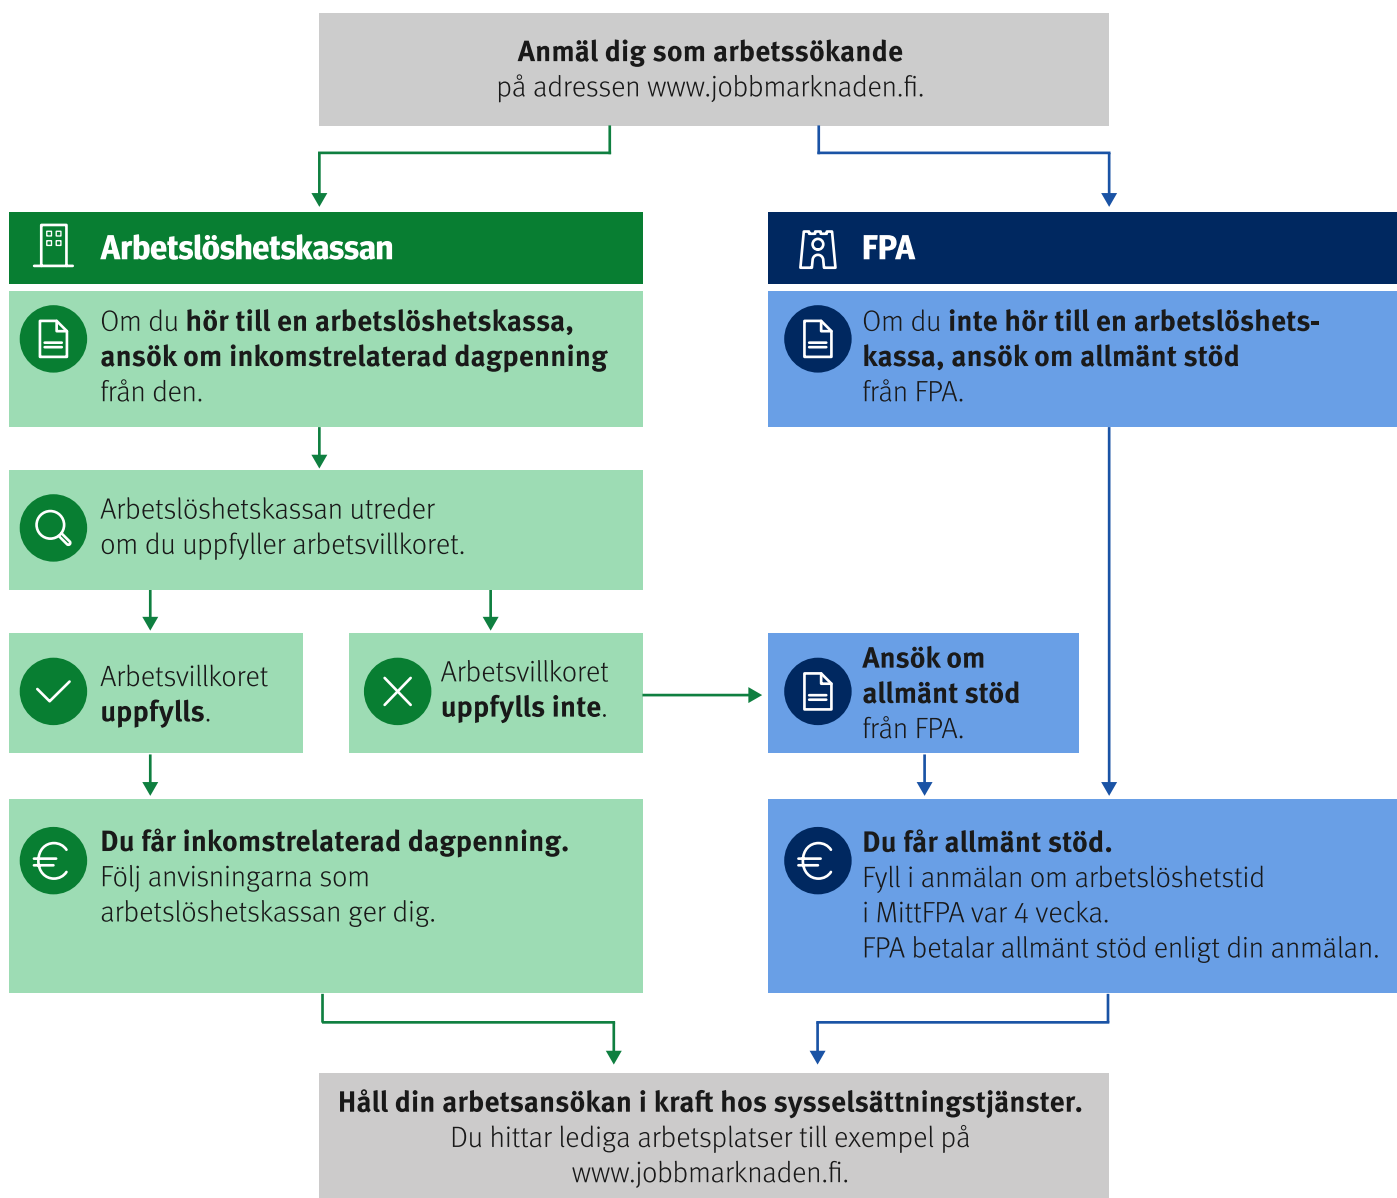 Anmäl dig som arbetssökande
på adressen www.jobbmarknaden.fi.
Arbetslöshetskassan
Om du hör till en arbetslöshetskassa,
ansök om inkomstrelaterad dagpenning
från den.
Arbetslöshetskassan utreder
om du uppfyller arbetsvillkoret.
Arbetsvillkoret
uppfylls.
Arbetsvillkoret
uppfylls inte.
Du får inkomstrelaterad dagpenning.
Följ anvisningarna som
arbetslöshetskassan ger dig.
FPA
Om du inte hör till en arbetslöshets-
kassa, ansök om allmänt stöd
från FPA.
Ansök om
allmänt stöd
från FPA.
Du får allmänt stöd.
Fyll i anmälan om arbetslöshetstid
i MittFPA var 4 vecka.
FPA betalar allmänt stöd enligt din anmälan.
Håll din arbetsansökan i kraft hos sysselsättningstjänster.
Du hittar lediga arbetsplatser till exempel på
www.jobbmarknaden.fi.